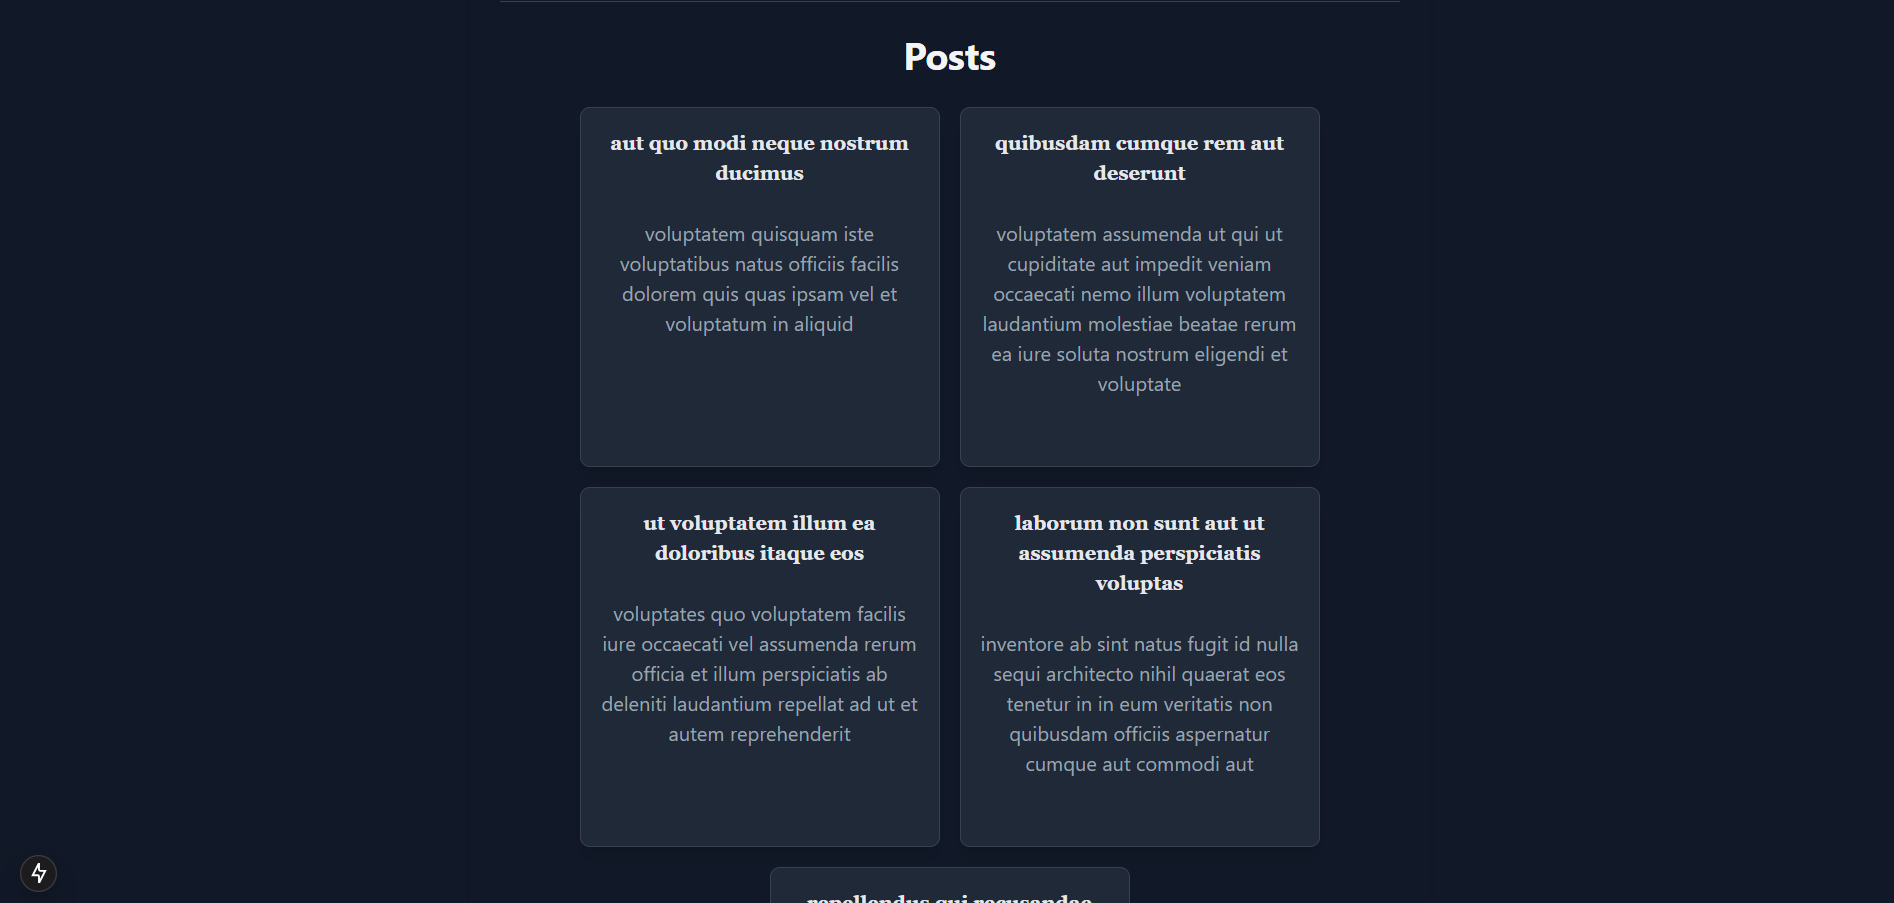 Posts
aut quo modi neque nostrum
ducimus
voluptatem quisquam iste
voluptatibus natus officiis facilis
dolorem quis quas ipsam vel et
voluptatum in aliquid
quibusdam cumque rem aut
deserunt
voluptatem assumenda ut qui ut
cupiditate aut impedit veniam
occaecati nemo illum voluptatem
laudantium molestiae beatae rerum
ea iure soluta nostrum eligendi et
voluptate
ut voluptatem illum ea
doloribus itaque eos
voluptates quo voluptatem facilis
iure occaecati vel assumenda rerum
officia et illum perspiciatis ab
deleniti laudantium repellat ad ut et
autem reprehenderit
laborum non sunt aut ut
assumenda perspiciatis
voluptas
inventore ab sint natus fugit id nulla
sequi architecto nihil quaerat eos
tenetur in in eum veritatis non
quibusdam officiis aspernatur
cumque aut commodi aut
repellendus qui recusandae